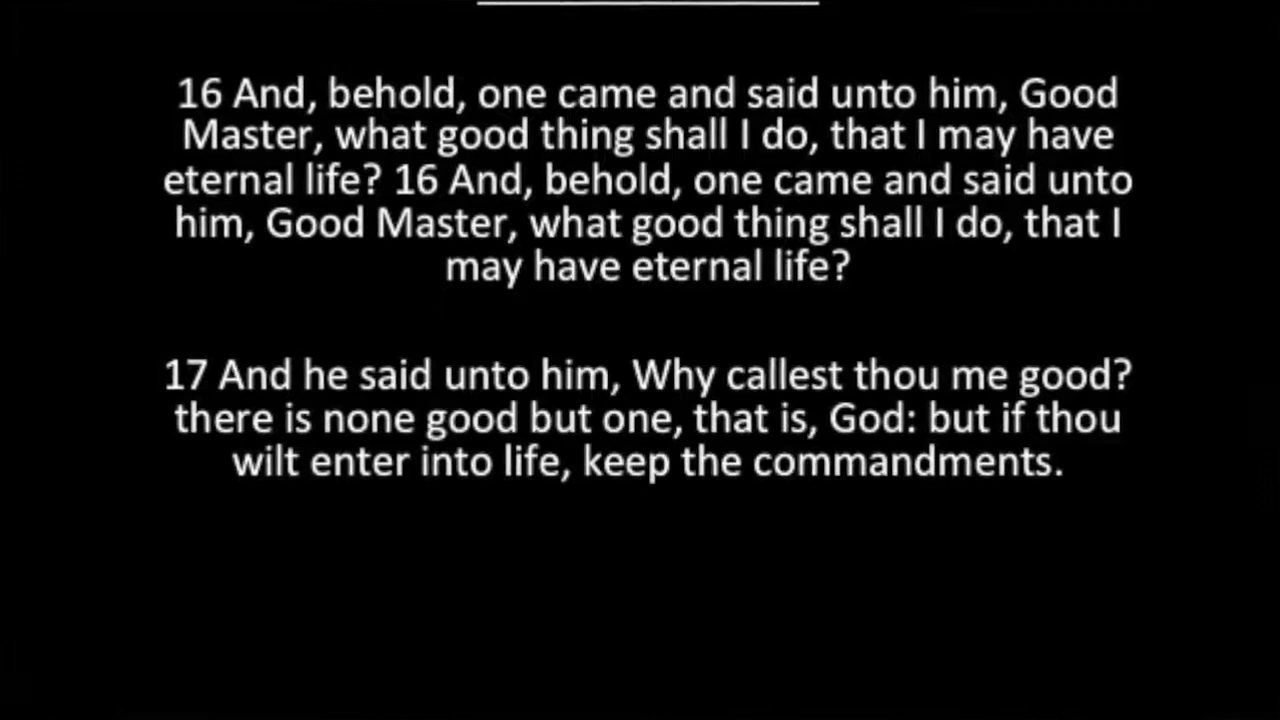 16 And, behold, one came and said unto him, Good
Master, what good thing shall I do, that I may have
eternal life? 16 And, behold, one came and said unto
him, Good Master, what good thing shall I do, that I
may have eternal life?
17 And he said unto him, Why callest thou me good?
there is none good but one, that is, God: but if thou
wilt enter into life, keep the commandments.